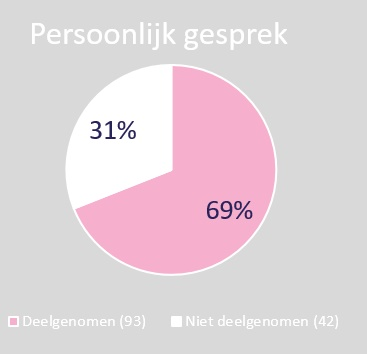 Persoonlijk gesprek
31%
69%
Deelgenomen (93) Niet deelgenomen (42)